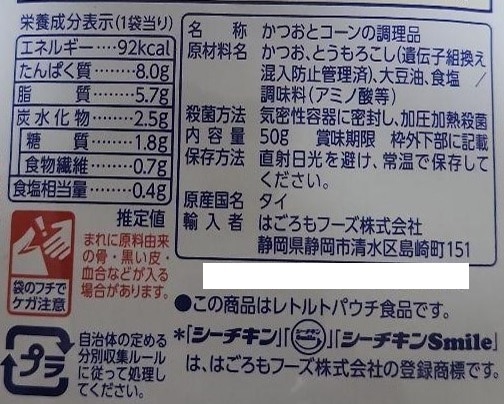 栄養成分表示(1袋当り)
エネルギー‥‥92kcal
たんぱく質‥‥‥8.0g
脂 質‥‥‥‥5.7g
炭水化物‥‥‥2.5g
糖 質‥‥‥1.8g
食物繊維‥‥0.7g
食塩相当量‥‥0.4g
推定値
名 称 かつおとコーンの調理品
原材料名 かつお、とうもろこし(遺伝子組換え
混入防止管理済)、大豆油、食塩 /
調味料(アミノ酸等)
殺菌方法 気密性容器に密封し、加圧加熱殺菌
内容量 50g 賞味期限 枠外下部に記載
保存方法 直射日光を避け、常温で保存して
ください。
原産国名 タイ
輸入者 はごろもフーズ株式会社
静岡県静岡市清水区島崎町151
袋のフチで
ケガ注意
まれに原料由来
の骨・黒い皮・
血合などが入る
場合があります。
プラ
自治体の定める
分別収集ルール
に従って処理し
てください。
●この商品はレトルトパウチ食品です。
*「シーチキン」「シーチキンSmile」「シーチキンSmile」
は、はごろもフーズ株式会社の登録商標です。